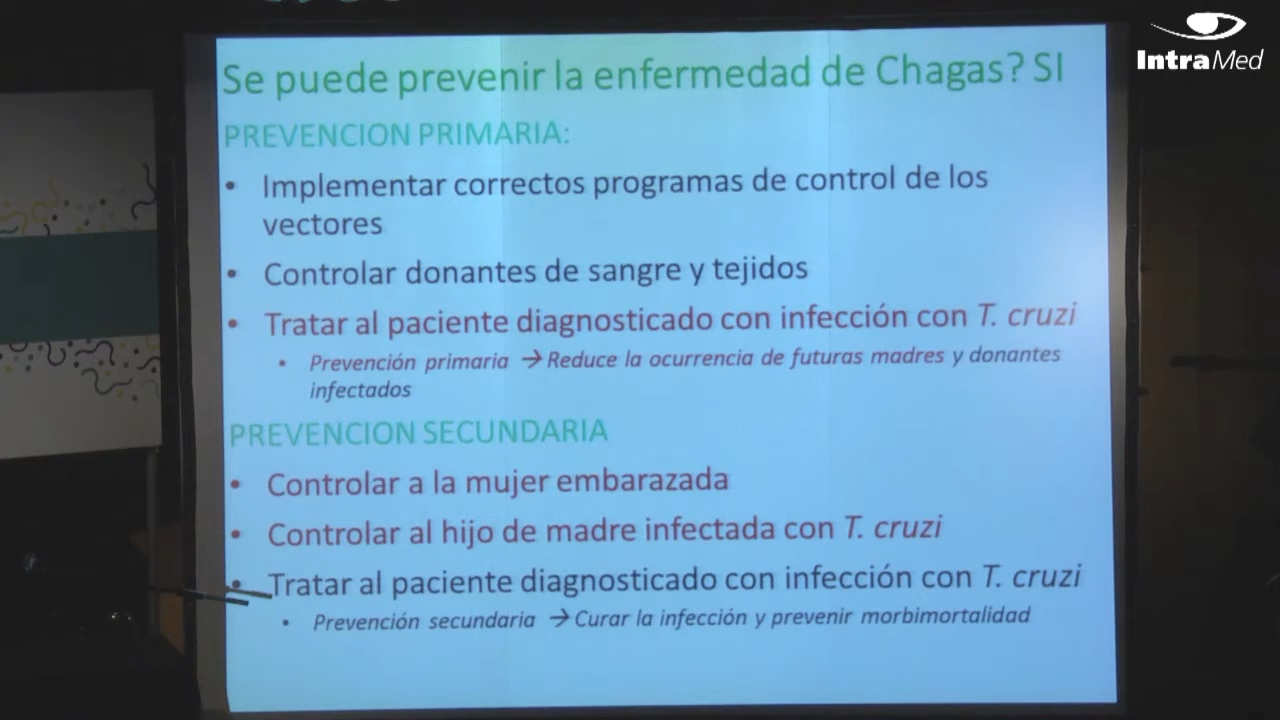 IntraMed
Se puede prevenir la enfermedad de Chagas? SI
PREVENCION PRIMARIA:
• Implementar correctos programas de control de los
vectores
• Controlar donantes de sangre y tejidos
• Tratar al paciente diagnosticado con infección con T. cruzi
• Prevención primaria → Reduce la ocurrencia de futuras madres y donantes
infectados
PREVENCION SECUNDARIA
• Controlar a la mujer embarazada
• Controlar al hijo de madre infectada con T. cruzi
• Tratar al paciente diagnosticado con infección con T. cruzi
• Prevención secundaria → Curar la infección y prevenir morbimortalidad